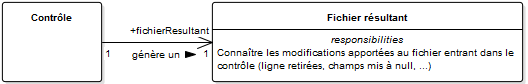 Contrôle
+fichierResultant
1
génère un
1
Fichier résultant
responsibilities
Connaître les modifications apportées au fichier entrant dans le
contrôle (ligne retirées, champs mis à null, ...)